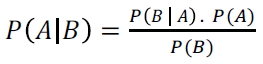 P(A|B) = P(B | A) . P(A) / P(B)